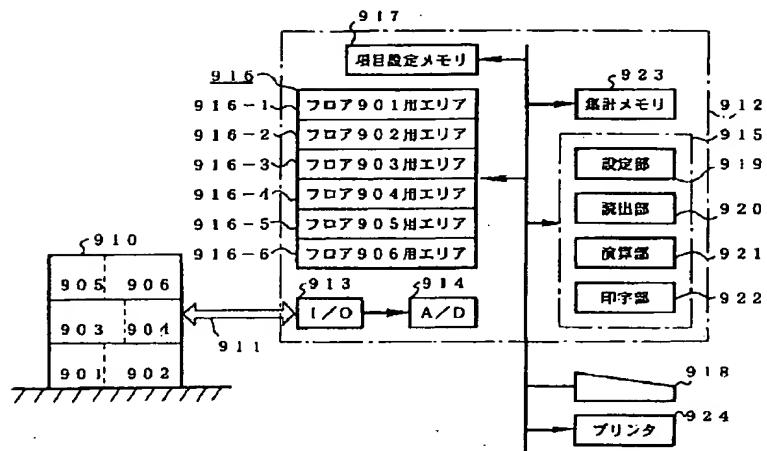 917
項目設定メモリ
916
916-1 フロア901用エリア
916-2 フロア902用エリア
916-3 フロア903用エリア
916-4 フロア904用エリア
916-5 フロア905用エリア
916-6 フロア906用エリア
923
集計メモリ
912
915
設定部 919
読出部 920
演算部 921
印字部 922
910
905 906
903 904
901 902
911
913
I/O
914
A/D
918
924
プリンタ